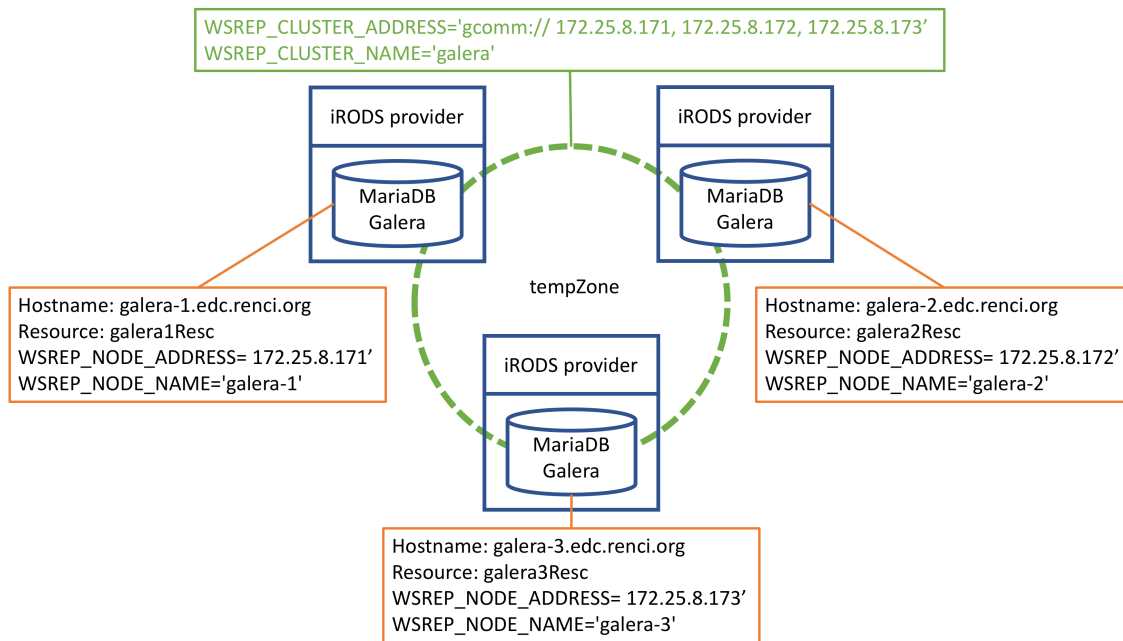 WSREP_CLUSTER_ADDRESS='gcomm:// 172.25.8.171, 172.25.8.172, 172.25.8.173’
WSREP_CLUSTER_NAME='galera'
iRODS provider
MariaDB
Galera
iRODS provider
MariaDB
Galera
tempZone
Hostname: galera-1.edc.renci.org
Resource: galera1Resc
WSREP_NODE_ADDRESS= 172.25.8.171’
WSREP_NODE_NAME='galera-1'
Hostname: galera-2.edc.renci.org
Resource: galera2Resc
WSREP_NODE_ADDRESS= 172.25.8.172’
WSREP_NODE_NAME='galera-2'
iRODS provider
MariaDB
Galera
Hostname: galera-3.edc.renci.org
Resource: galera3Resc
WSREP_NODE_ADDRESS= 172.25.8.173’
WSREP_NODE_NAME='galera-3'